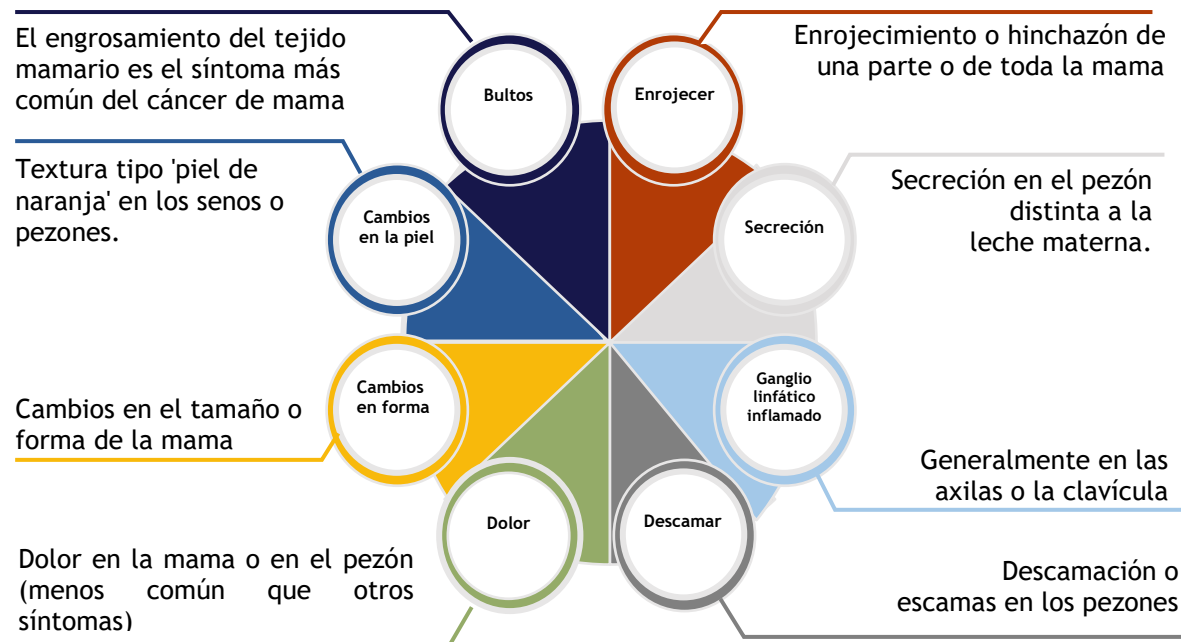 El engrosamiento del tejido
mamario es el síntoma más
común del cáncer de mama
Bultos
Enrojecer
Enrojecimiento o hinchazón de
una parte o de toda la mama
Textura tipo 'piel de
naranja' en los senos o
pezones.
Cambios
en la piel
Secreción
Secreción en el pezón
distinta a la
leche materna.
Cambios en el tamaño o
forma de la mama
Cambios
en forma
Ganglio
linfático
inflamado
Generalmente en las
axilas o la clavícula
Dolor en la mama o en el pezón
(menos común que otros
síntomas)
Dolor
Descamar
Descamación o
escamas en los pezones